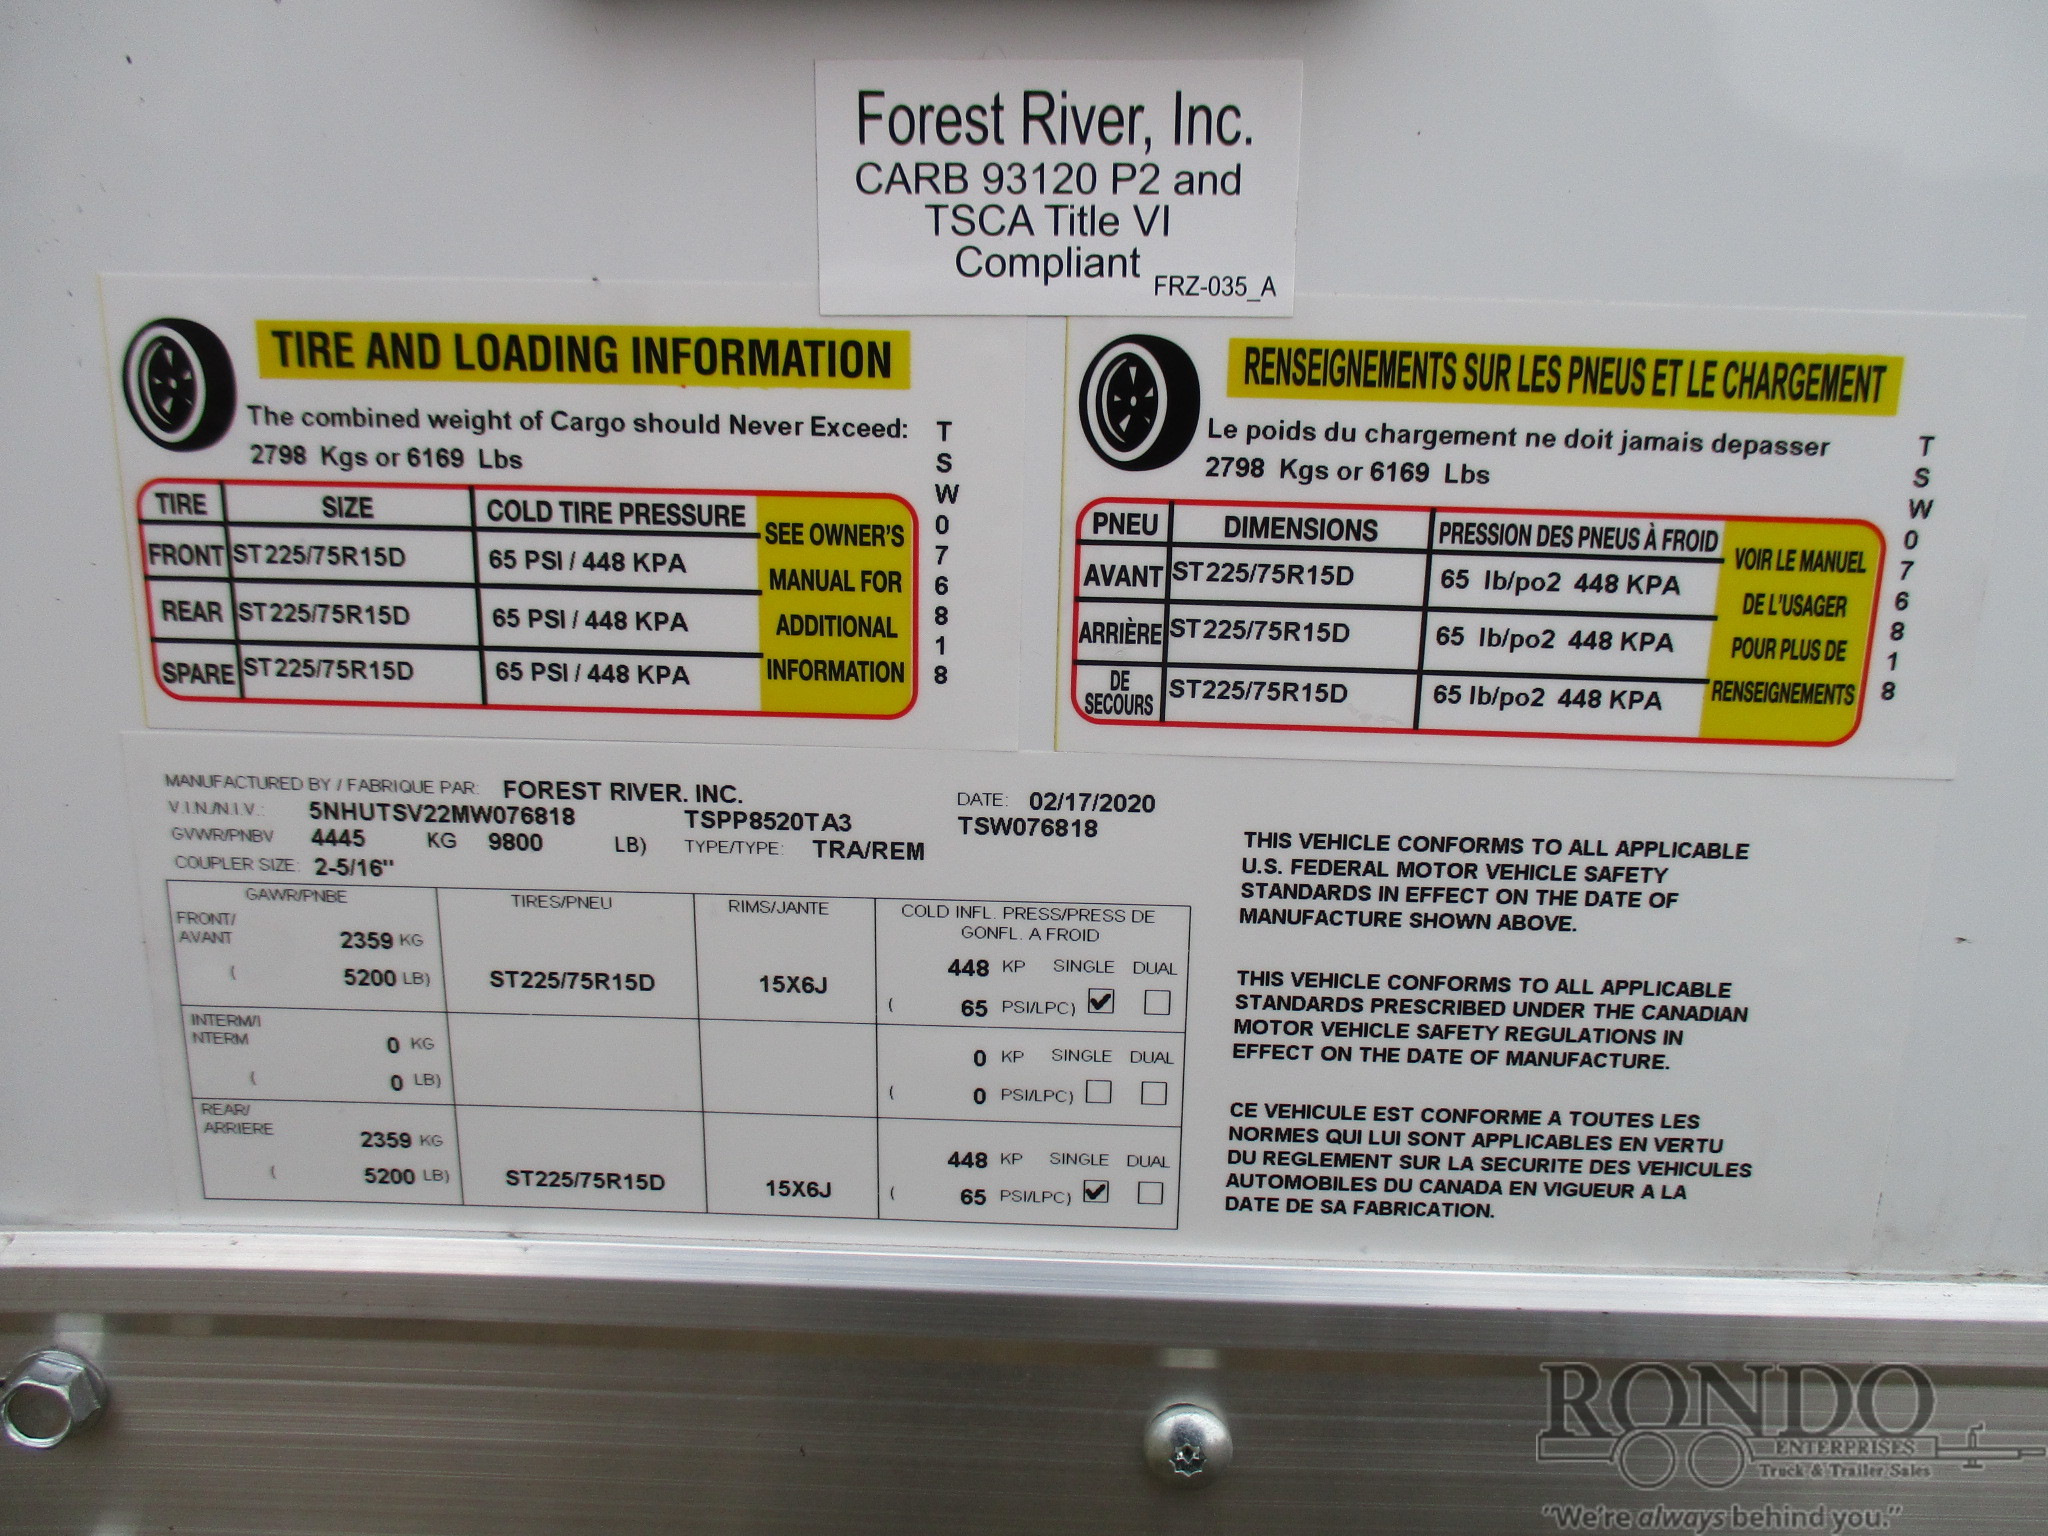 Forest River, Inc.
CARB 93120 P2 and
TSCA Title VI
Compliant
FRZ-035_A
TIRE AND LOADING INFORMATION
The combined weight of Cargo should Never Exceed:
2798 Kgs or 6169 Lbs
TIRE SIZE COLD TIRE PRESSURE
FRONT ST225/75R15D 65 PSI / 448 KPA
REAR ST225/75R15D 65 PSI / 448 KPA
SPARE ST225/75R15D 65 PSI / 448 KPA
SEE OWNER'S
MANUAL FOR
ADDITIONAL
INFORMATION
TSW076818
RENSEIGNEMENTS SUR LES PNEUS ET LE CHARGEMENT
Le poids du chargement ne doit jamais depasser
2798 Kgs or 6169 Lbs
PNEU DIMENSIONS PRESSION DES PNEUS À FROID
AVANT ST225/75R15D 65 lb/po2 448 KPA
ARRIÈRE ST225/75R15D 65 lb/po2 448 KPA
DE
SECOURS ST225/75R15D 65 lb/po2 448 KPA
VOIR LE MANUEL
DE L'USAGER
POUR PLUS DE
RENSEIGNEMENTS
TSW076818
MANUFACTURED BY / FABRIQUE PAR: FOREST RIVER. INC. DATE: 02/17/2020
V.I.N./N.I.V.: 5NHUTSV22MW076818 TSPP8520TA3 TSW076818
GVWR/PNBV 4445 KG 9800 LB) TYPE/TYPE: TRA/REM
COUPLER SIZE: 2-5/16"
GAWR/PNBE TIRES/PNEU RIMS/JANTE COLD INFL. PRESS/PRESS DE
GONFL. A FROID
FRONT/
AVANT 2359 KG 448 KP SINGLE DUAL
( 5200 LB) ST225/75R15D 15X6J ( 65 PSI/LPC)
INTERM/I
NTERM 0 KG 0 KP SINGLE DUAL
( 0 LB) ( 0 PSI/LPC)
REAR/
ARRIERE 2359 KG 448 KP SINGLE DUAL
( 5200 LB) ST225/75R15D 15X6J ( 65 PSI/LPC)
THIS VEHICLE CONFORMS TO ALL APPLICABLE
U.S. FEDERAL MOTOR VEHICLE SAFETY
STANDARDS IN EFFECT ON THE DATE OF
MANUFACTURE SHOWN ABOVE.
THIS VEHICLE CONFORMS TO ALL APPLICABLE
STANDARDS PRESCRIBED UNDER THE CANADIAN
MOTOR VEHICLE SAFETY REGULATIONS IN
EFFECT ON THE DATE OF MANUFACTURE.
CE VEHICULE EST CONFORME A TOUTES LES
NORMES QUI LUI SONT APPLICABLES EN VERTU
DU REGLEMENT SUR LA SECURITE DES VEHICULES
AUTOMOBILES DU CANADA EN VIGUEUR A LA
DATE DE SA FABRICATION.
RONDO
ENTERPRISES
Truck & Trailer Sales
"We're always behind you."